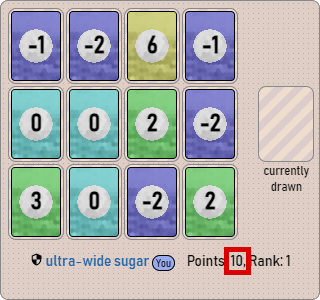 -1 -2 6 -1
0 0 2 -2
3 0 -2 2
currently
drawn
ultra-wide sugar You Points 10, Rank: 1